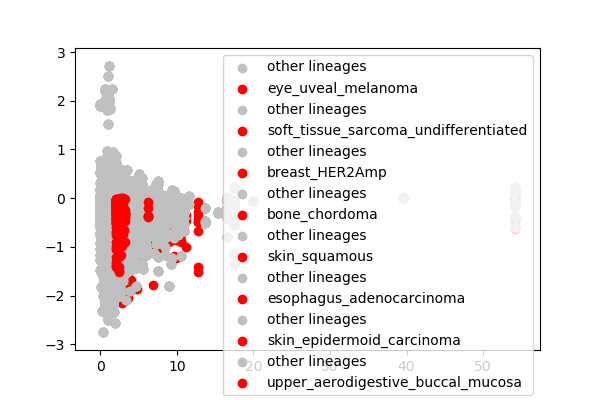 3
2
1
0
−1
−2
−3
0
10
20
30
40
50
other lineages
eye_uveal_melanoma
other lineages
soft_tissue_sarcoma_undifferentiated
other lineages
breast_HER2Amp
other lineages
bone_chordoma
other lineages
skin_squamous
other lineages
esophagus_adenocarcinoma
other lineages
skin_epidermoid_carcinoma
other lineages
upper_aerodigestive_buccal_mucosa